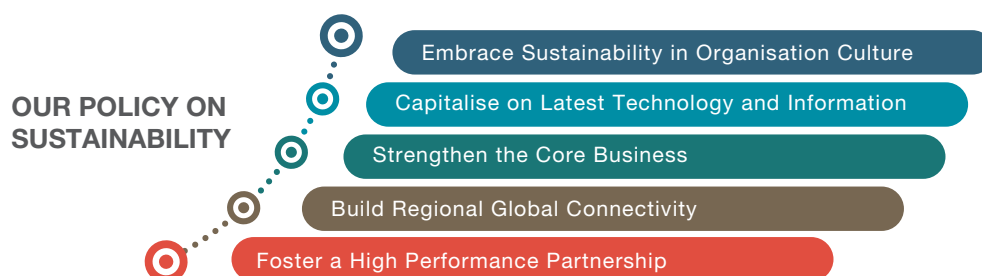 OUR POLICY ON
SUSTAINABILITY
Embrace Sustainability in Organisation Culture
Capitalise on Latest Technology and Information
Strengthen the Core Business
Build Regional Global Connectivity
Foster a High Performance Partnership